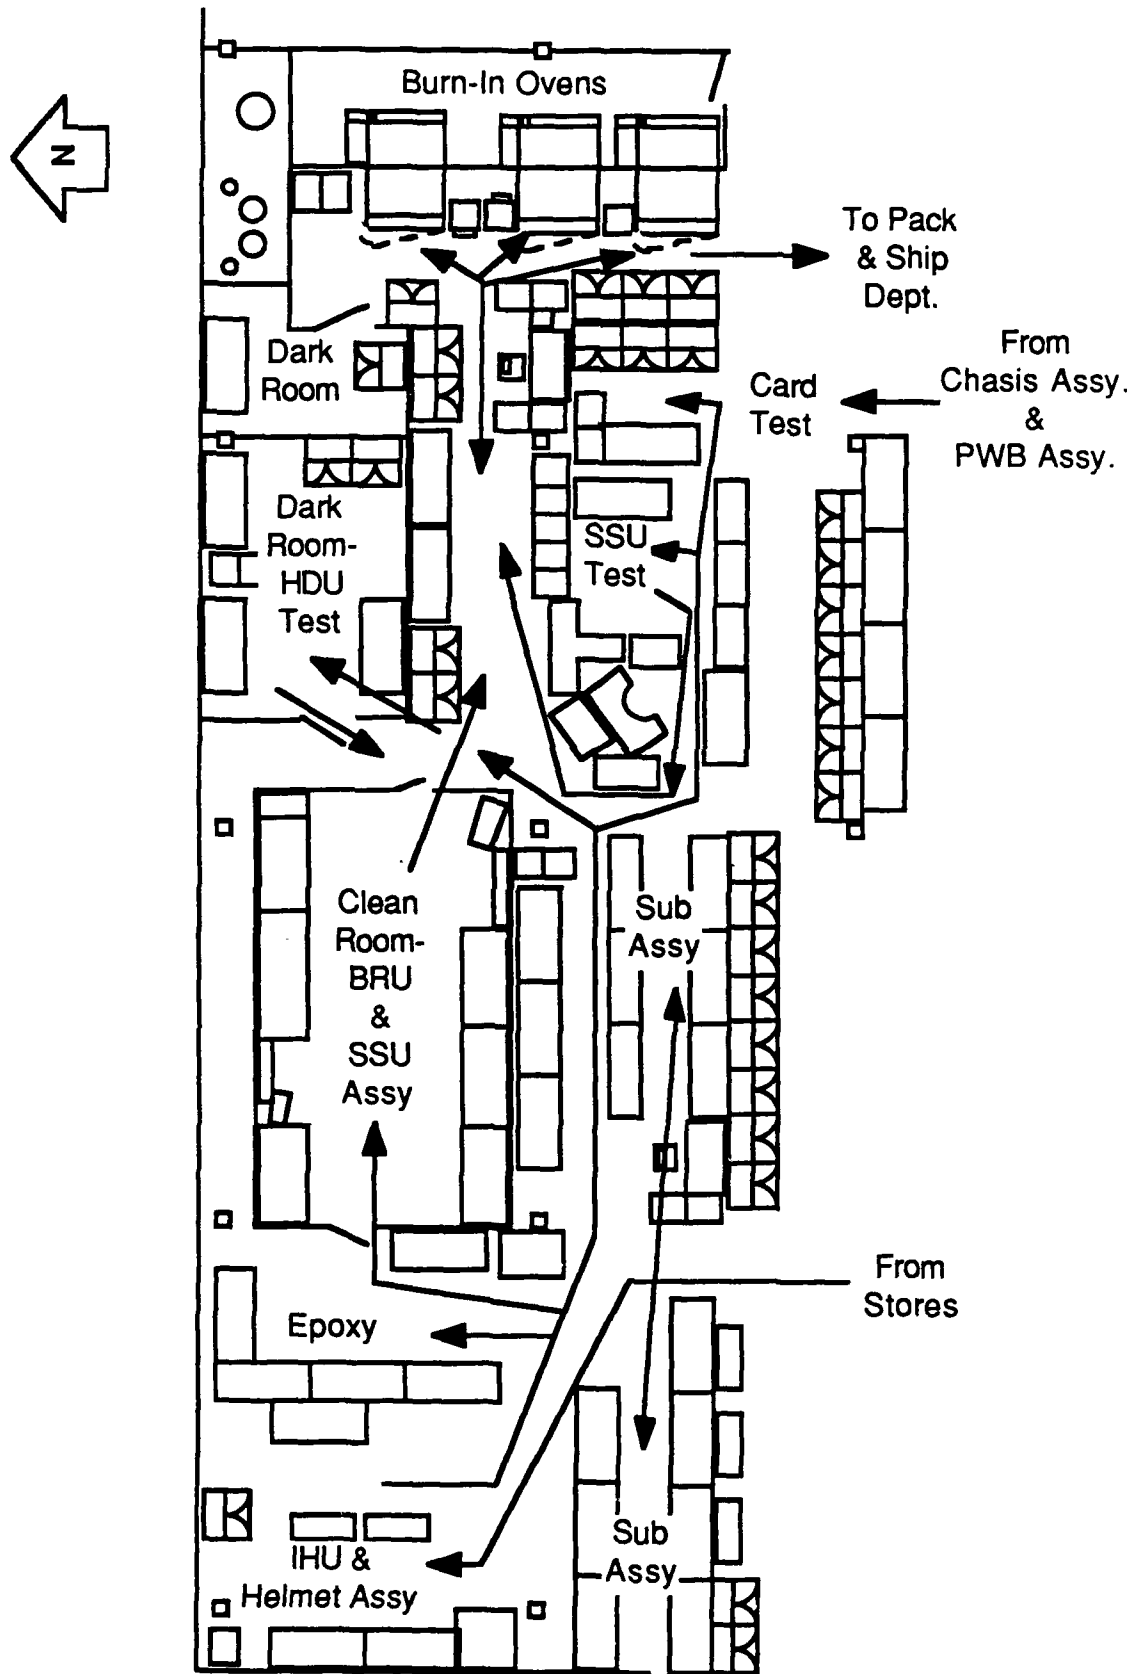 Burn-In Ovens
N
To Pack
& Ship
Dept.
Dark
Room
Card
Test
From
Chasis Assy.
&
PWB Assy.
Dark
Room-
HDU
Test
SSU
Test
Clean
Room-
BRU
&
SSU
Assy
Sub
Assy
From
Stores
Epoxy
IHU &
Helmet Assy
Sub
Assy